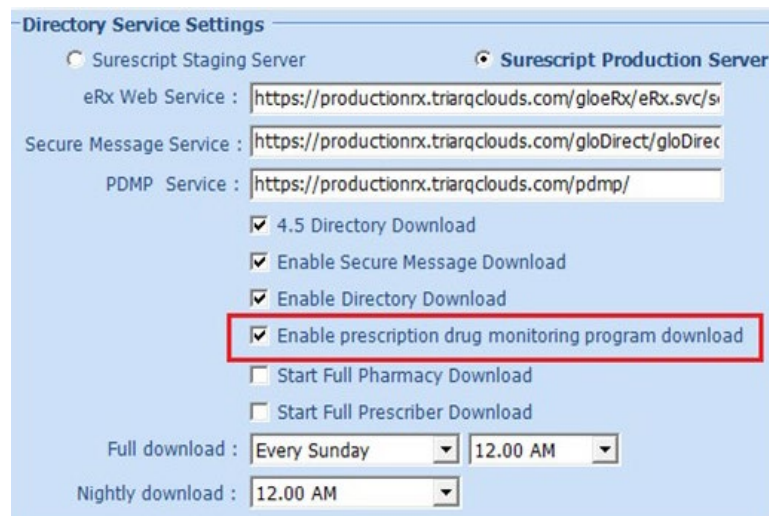 Directory Service Settings
Surescript Staging Server Surescript Production Server
eRx Web Service : https://productionrx.triarqclouds.com/gloeRx/eRx.svc/s
Secure Message Service : https://productionrx.triarqclouds.com/gloDirect/gloDirec
PDMP Service : https://productionrx.triarqclouds.com/pdmp/
4.5 Directory Download
Enable Secure Message Download
Enable Directory Download
Enable prescription drug monitoring program download
Start Full Pharmacy Download
Start Full Prescriber Download
Full download : Every Sunday 12.00 AM
Nightly download : 12.00 AM